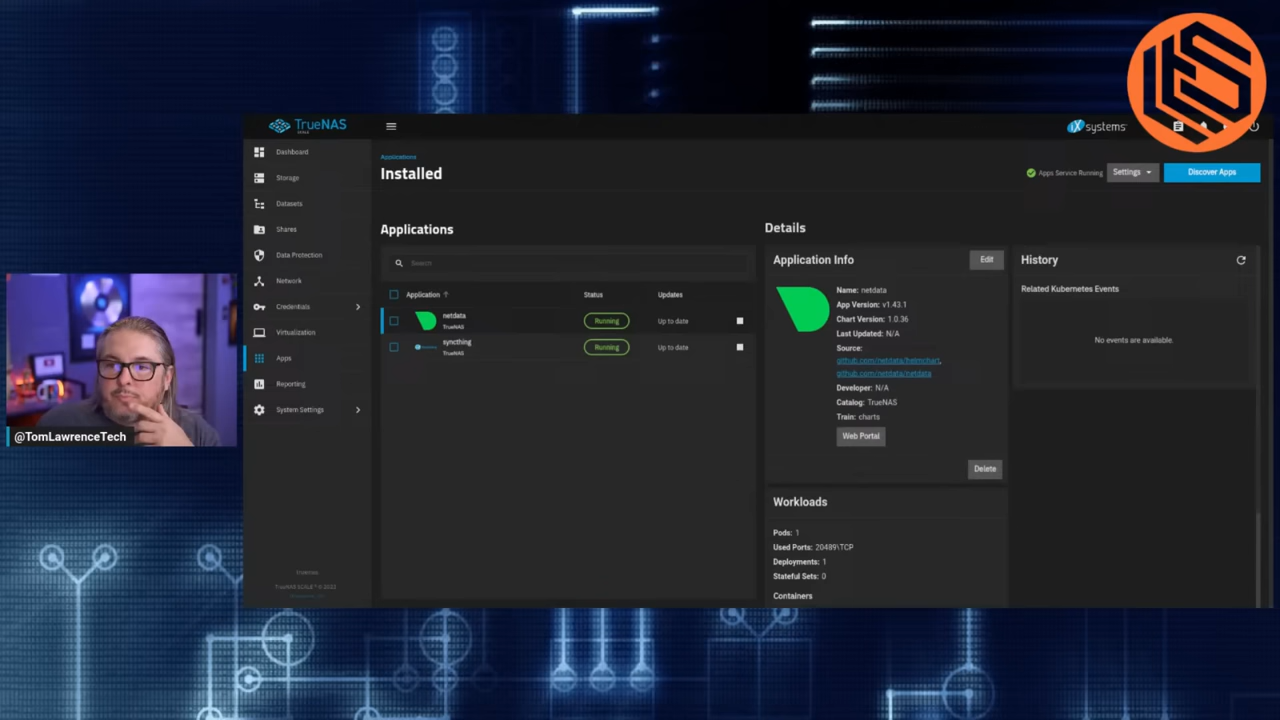 TrueNAS
SCALE
iXsystems
Dashboard
Storage
Datasets
Shares
Data Protection
Network
Credentials
Virtualization
Apps
Reporting
System Settings
TrueNAS SCALE ® © 2023
Applications
Installed
Apps Service Running
Settings
Discover Apps
Applications
Search
Application
Status
Updates
netdata
TrueNAS
Running
Up to date
syncthing
TrueNAS
Running
Up to date
Details
Application Info
Edit
Name: netdata
App Version: v1.43.1
Chart Version: 1.0.36
Last Updated: N/A
Source:
github.com/netdata/helmchart,
github.com/netdata/netdata
Developer: N/A
Catalog: TrueNAS
Train: charts
Web Portal
Delete
Workloads
Pods: 1
Used Ports: 20489\TCP
Deployments: 1
Stateful Sets: 0
Containers
History
Related Kubernetes Events
No events are available.
@TomLawrenceTech